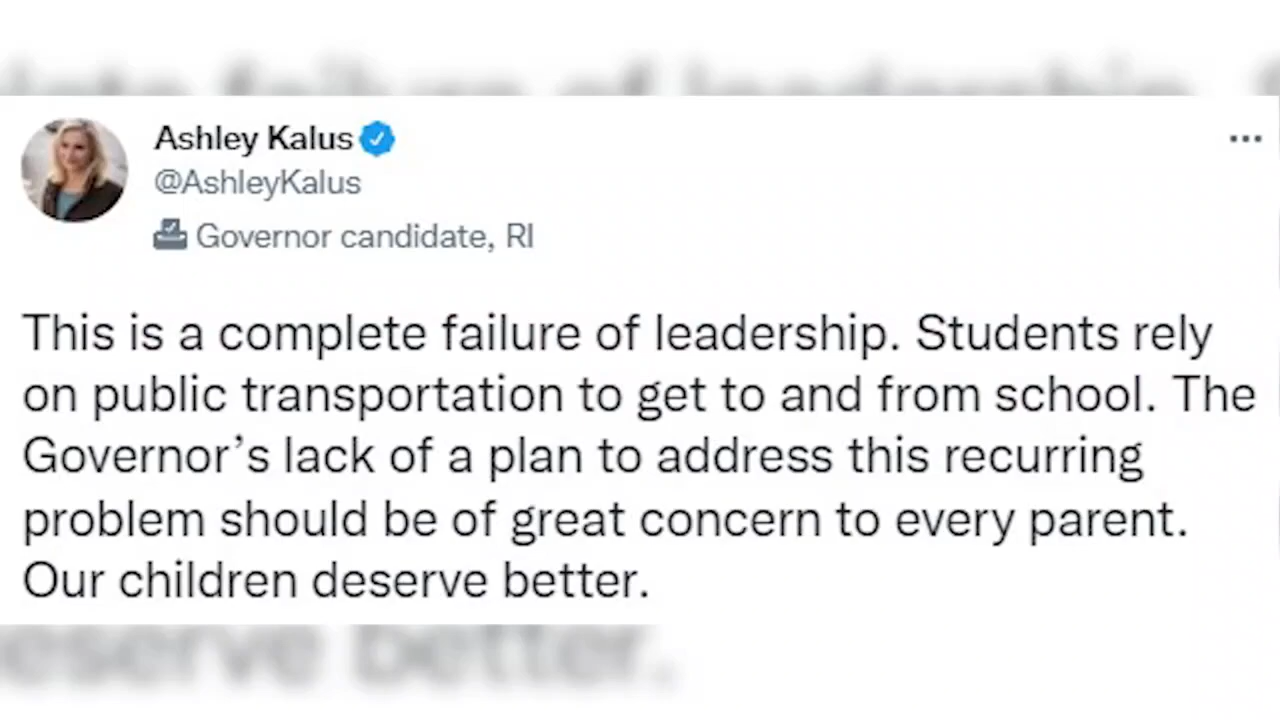 Ashley Kalus
@AshleyKalus
Governor candidate, RI
This is a complete failure of leadership. Students rely
on public transportation to get to and from school. The
Governor’s lack of a plan to address this recurring
problem should be of great concern to every parent.
Our children deserve better.